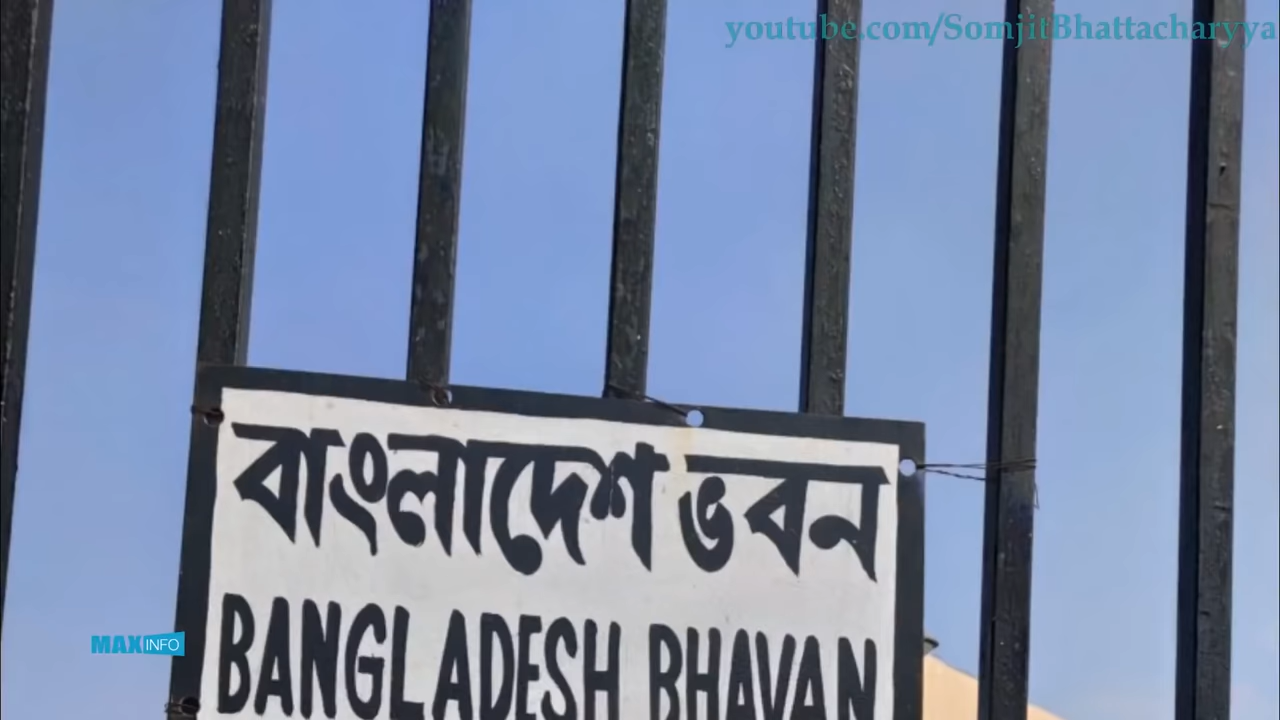 youtube.com/SomjitBhattacharyya
বাংলাদেশ ভবন
BANGLADESH BHAVAN
MAXINFO